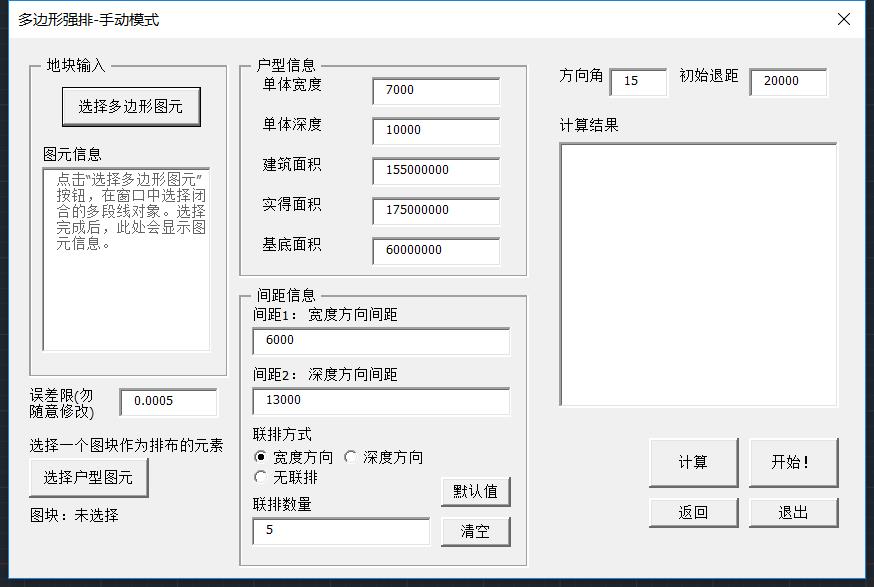 多边形强排-手动模式
地块输入
选择多边形图元
图元信息
点击“选择多边形图元”
按钮，在窗口中选择闭
合的多段线对象。选择
完成后，此处会显示图
元信息。
误差限(勿
随意修改)
0.0005
选择一个图块作为排布的元素
选择户型图元
图块：未选择
户型信息
单体宽度
7000
单体深度
10000
建筑面积
155000000
实得面积
175000000
基底面积
60000000
间距信息
间距1： 宽度方向间距
6000
间距2： 深度方向间距
13000
联排方式
宽度方向 深度方向
无联排
默认值
联排数量
5
清空
方向角 15 初始退距 20000
计算结果
计算 开始！
返回 退出